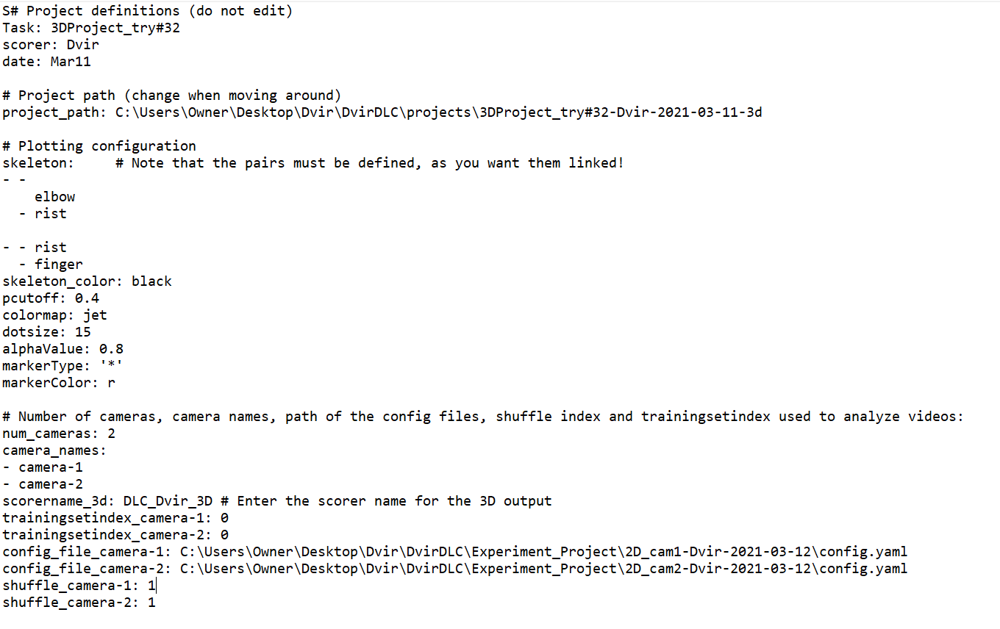 S# Project definitions (do not edit)
Task: 3DProject_try#32
scorer: Dvir
date: Mar11

# Project path (change when moving around)
project_path: C:\Users\Owner\Desktop\Dvir\DvirDLC\projects\3DProject_try#32-Dvir-2021-03-11-3d

# Plotting configuration
skeleton:     # Note that the pairs must be defined, as you want them linked!
- -
    elbow
  - rist

- - rist
  - finger
skeleton_color: black
pcutoff: 0.4
colormap: jet
dotsize: 15
alphaValue: 0.8
markerType: '*'
markerColor: r

# Number of cameras, camera names, path of the config files, shuffle index and trainingsetindex used to analyze videos:
num_cameras: 2
camera_names:
- camera-1
- camera-2
scorername_3d: DLC_Dvir_3D # Enter the scorer name for the 3D output
trainingsetindex_camera-1: 0
trainingsetindex_camera-2: 0
config_file_camera-1: C:\Users\Owner\Desktop\Dvir\DvirDLC\Experiment_Project\2D_cam1-Dvir-2021-03-12\config.yaml
config_file_camera-2: C:\Users\Owner\Desktop\Dvir\DvirDLC\Experiment_Project\2D_cam2-Dvir-2021-03-12\config.yaml
shuffle_camera-1: 1
shuffle_camera-2: 1